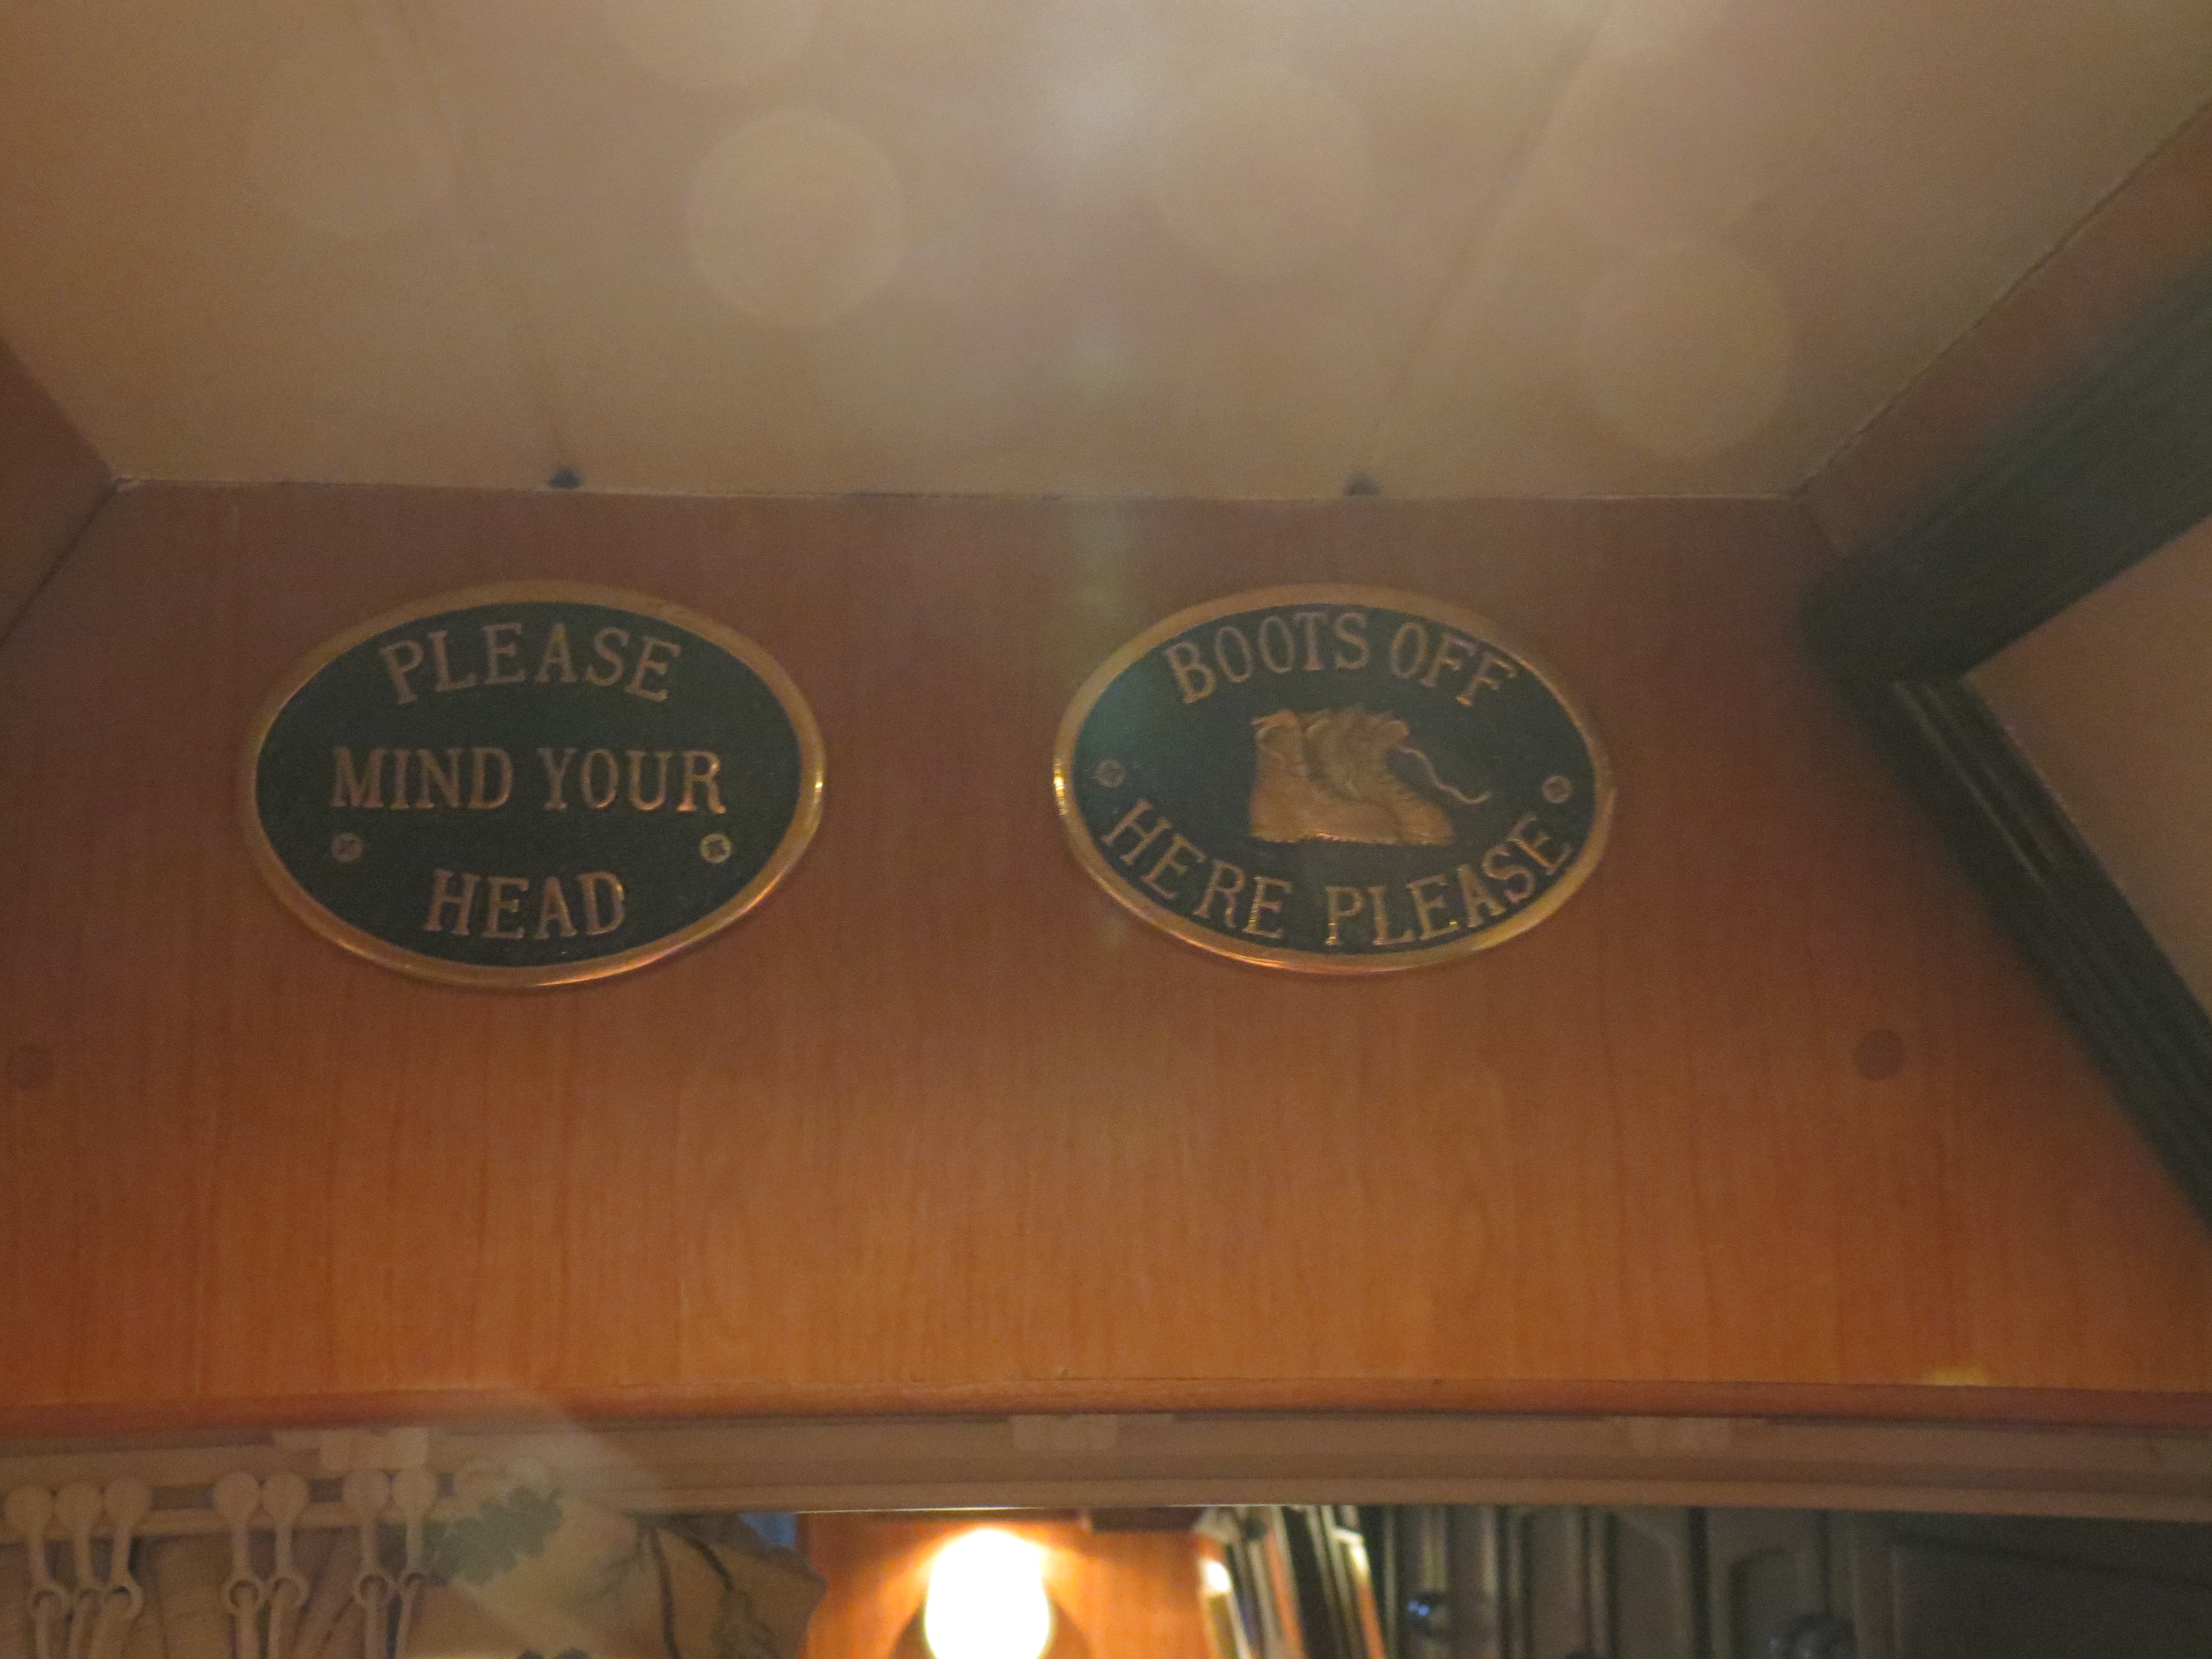 PLEASE
MIND YOUR
HEAD
BOOTS OFF
HERE PLEASE